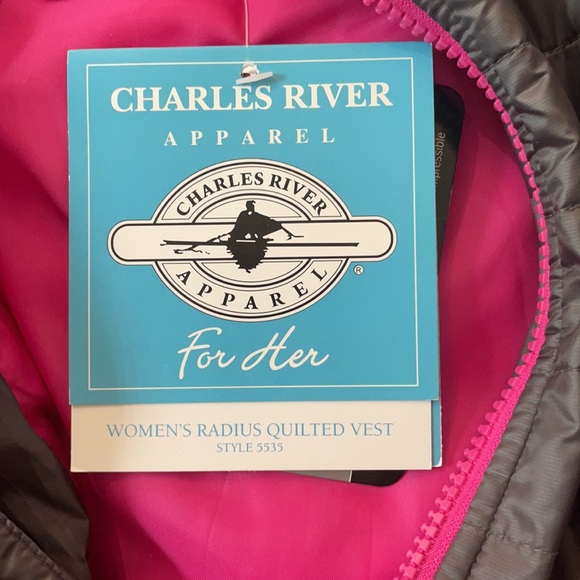 CHARLES RIVER
APPAREL
CHARLES RIVER
APPAREL
®
For Her
WOMEN'S RADIUS QUILTED VEST
STYLE 5535